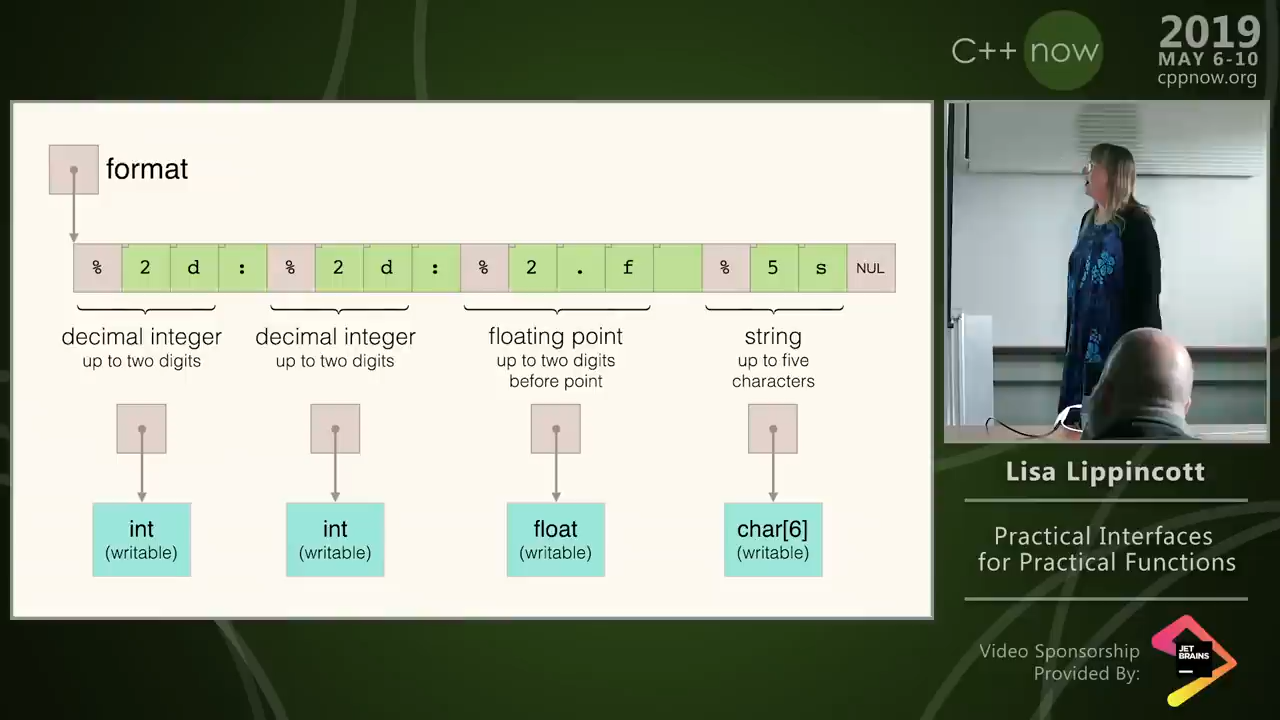 C++ now
2019
MAY 6-10
cppnow.org
format
% 2 d : % 2 d : % 2 . f % 5 s NUL
decimal integer
up to two digits
decimal integer
up to two digits
floating point
up to two digits
before point
string
up to five
characters
int
(writable)
int
(writable)
float
(writable)
char[6]
(writable)
Lisa Lippincott
Practical Interfaces
for Practical Functions
Video Sponsorship
Provided By:
JET
BRAINS